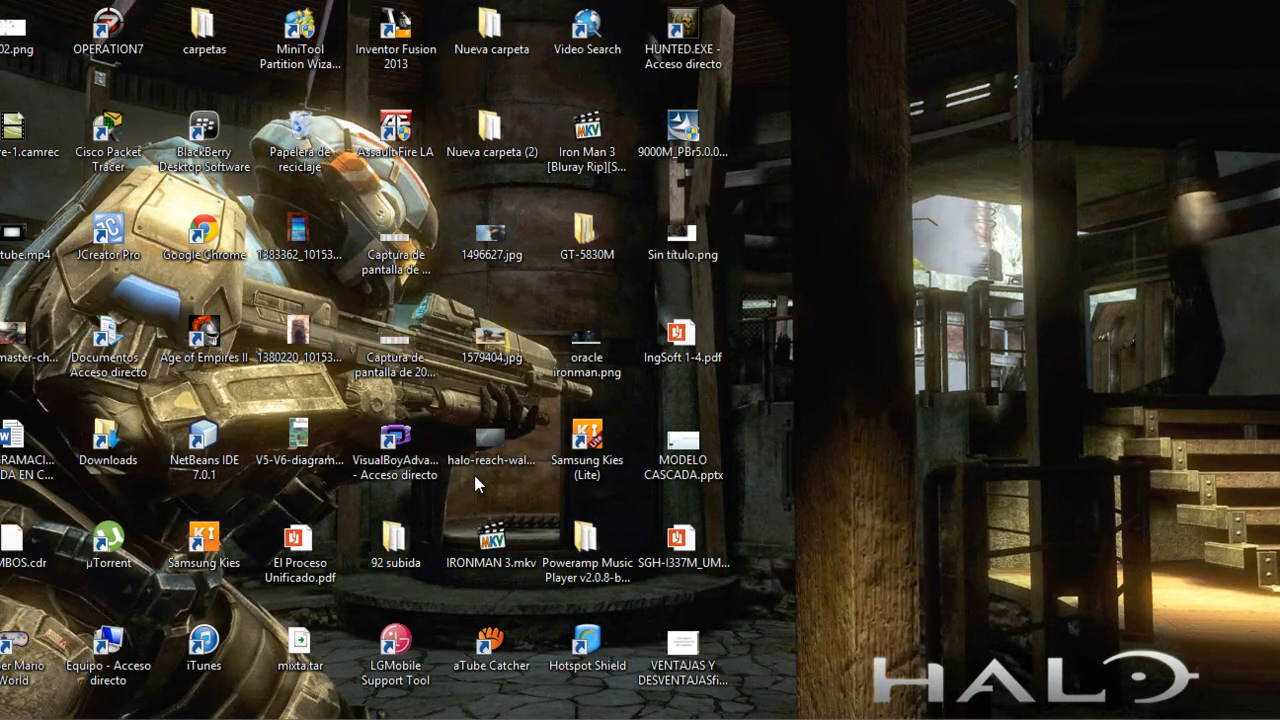 02.png
OPERATION7
carpetas
MiniTool
Partition Wiza...
Inventor Fusion
2013
Nueva carpeta
Video Search
HUNTED.EXE -
Acceso directo
re-1.camrec
Cisco Packet
Tracer
BlackBerry
Desktop Software
Papelera de
reciclaje
Assault Fire LA
Nueva carpeta (2)
Iron Man 3
[Bluray Rip][S...
9000M_PBr5.0.0...
tube.mp4
JCreator Pro
Google Chrome
1383362_10153...
Captura de
pantalla de ...
1496627.jpg
GT-5830M
Sin título.png
master-ch...
Documentos
Acceso directo
Age of Empires II
1380220_10153...
Captura de
pantalla de 20...
1579404.jpg
oracle
ironman.png
IngSoft 1-4.pdf
GRAMACI...
DA EN C...
Downloads
NetBeans IDE
7.0.1
V5-V6-diagram...
VisualBoyAdva...
- Acceso directo
halo-reach-wal...
Samsung Kies
(Lite)
MODELO
CASCADA.pptx
MBOS.cdr
µTorrent
Samsung Kies
El Proceso
Unificado.pdf
92 subida
IRONMAN 3.mkv
Poweramp Music
Player v2.0.8-b...
SGH-I337M_UM...
er Mario
World
Equipo - Acceso
directo
iTunes
mixta.tar
LGMobile
Support Tool
aTube Catcher
Hotspot Shield
VENTAJAS Y
DESVENTAJASfi...
HALO